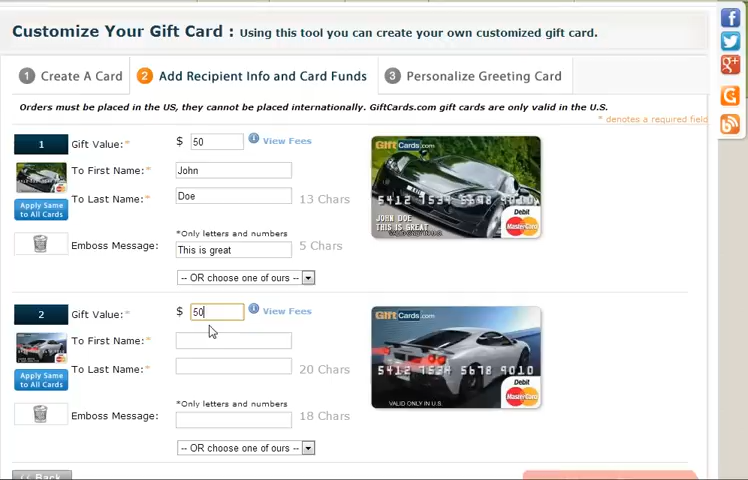 Customize Your Gift Card : Using this tool you can create your own customized gift card.
1 Create A Card
2 Add Recipient Info and Card Funds
3 Personalize Greeting Card
Orders must be placed in the US, they cannot be placed internationally. GiftCards.com gift cards are only valid in the U.S.
* denotes a required field
1 Gift Value:* $ 50 i View Fees
To First Name:* John
To Last Name:* Doe 13 Chars
Apply Same to All Cards
*Only letters and numbers
Emboss Message: This is great 5 Chars
-- OR choose one of ours --
GiftCards.com
5412 7534 5678 9010
JOHN DOE
THIS IS GREAT
Debit
MasterCard
2 Gift Value:* $ 50 i View Fees
To First Name:*
To Last Name:* 20 Chars
Apply Same to All Cards
*Only letters and numbers
Emboss Message: 18 Chars
-- OR choose one of ours --
GiftCards.com
5412 7534 5678 9010
VALID ONLY IN U.S.
Debit
MasterCard
<< Back